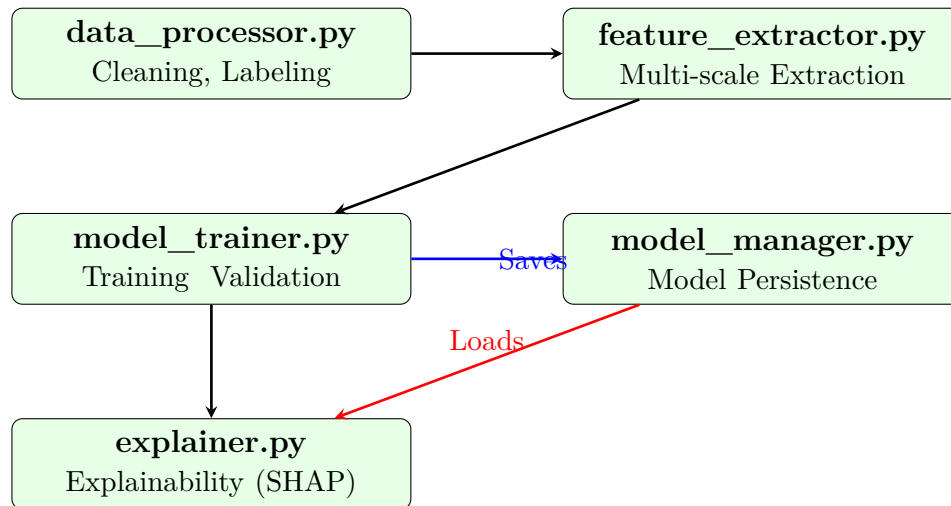 data_processor.py
Cleaning, Labeling
feature_extractor.py
Multi-scale Extraction
model_trainer.py
Training Validation
Saves
model_manager.py
Model Persistence
Loads
explainer.py
Explainability (SHAP)